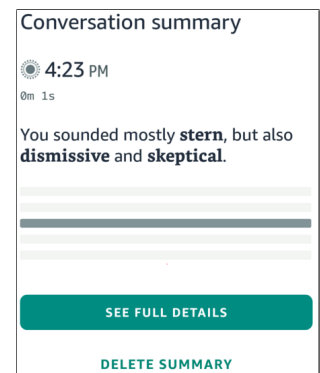 Conversation summary
4:23 PM
0m 1s
You sounded mostly stern, but also
dismissive and skeptical.
SEE FULL DETAILS
DELETE SUMMARY